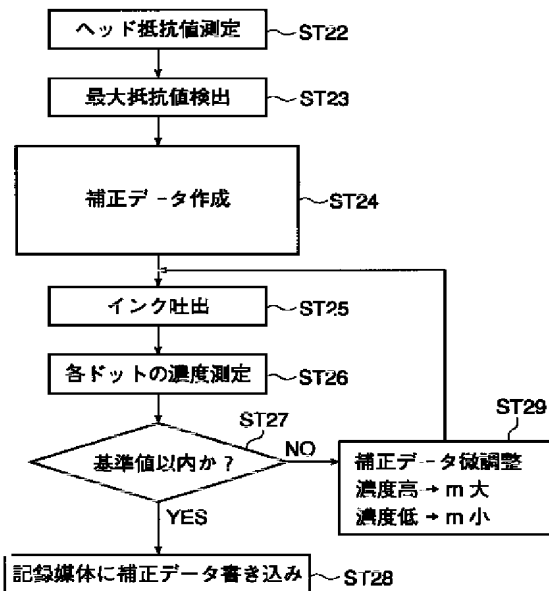 ヘッド抵抗値測定 ST22
最大抵抗値検出 ST23
補正データ作成 ST24
インク吐出 ST25
各ドットの濃度測定 ST26
ST27
基準値以内か？
NO
YES
ST29
補正データ微調整
濃度高→m大
濃度低→m小
記録媒体に補正データ書き込み ST28